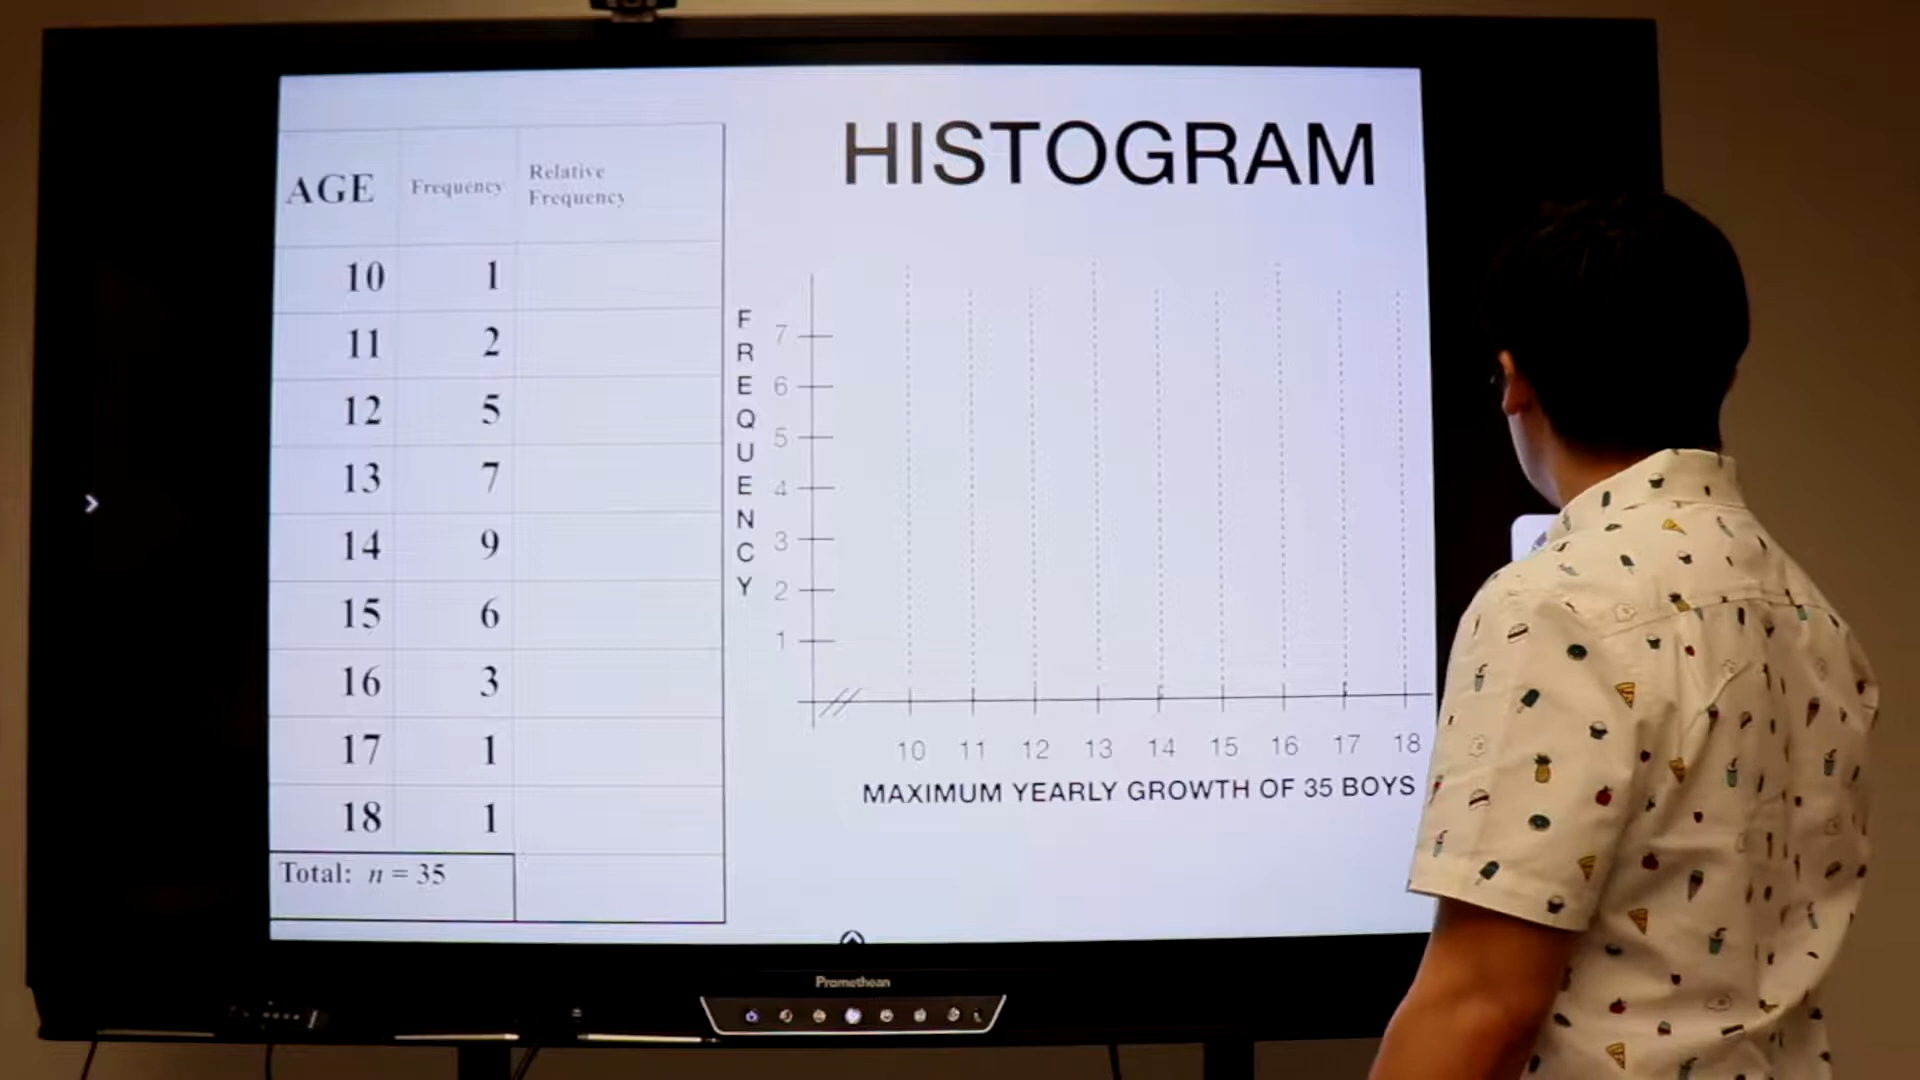 HISTOGRAM
AGE Frequency Relative Frequency
10 1
11 2
12 5
13 7
14 9
15 6
16 3
17 1
18 1
Total: n = 35
FREQUENCY
7
6
5
4
3
2
1
10 11 12 13 14 15 16 17 18
MAXIMUM YEARLY GROWTH OF 35 BOYS
Promethean